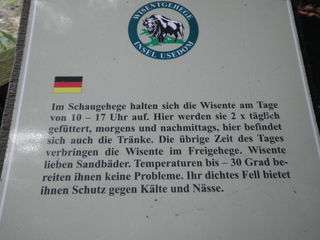 WISENTGEHEGE
INSEL USEDOM
Im Schaugehege halten sich die Wisente am Tage
von 10 – 17 Uhr auf. Hier werden sie 2 x täglich
gefüttert, morgens und nachmittags, hier befindet
sich auch die Tränke. Die übrige Zeit des Tages
verbringen die Wisente im Freigehege. Wisente
lieben Sandbäder. Temperaturen bis – 30 Grad be-
reiten ihnen keine Probleme. Ihr dichtes Fell bietet
ihnen Schutz gegen Kälte und Nässe.